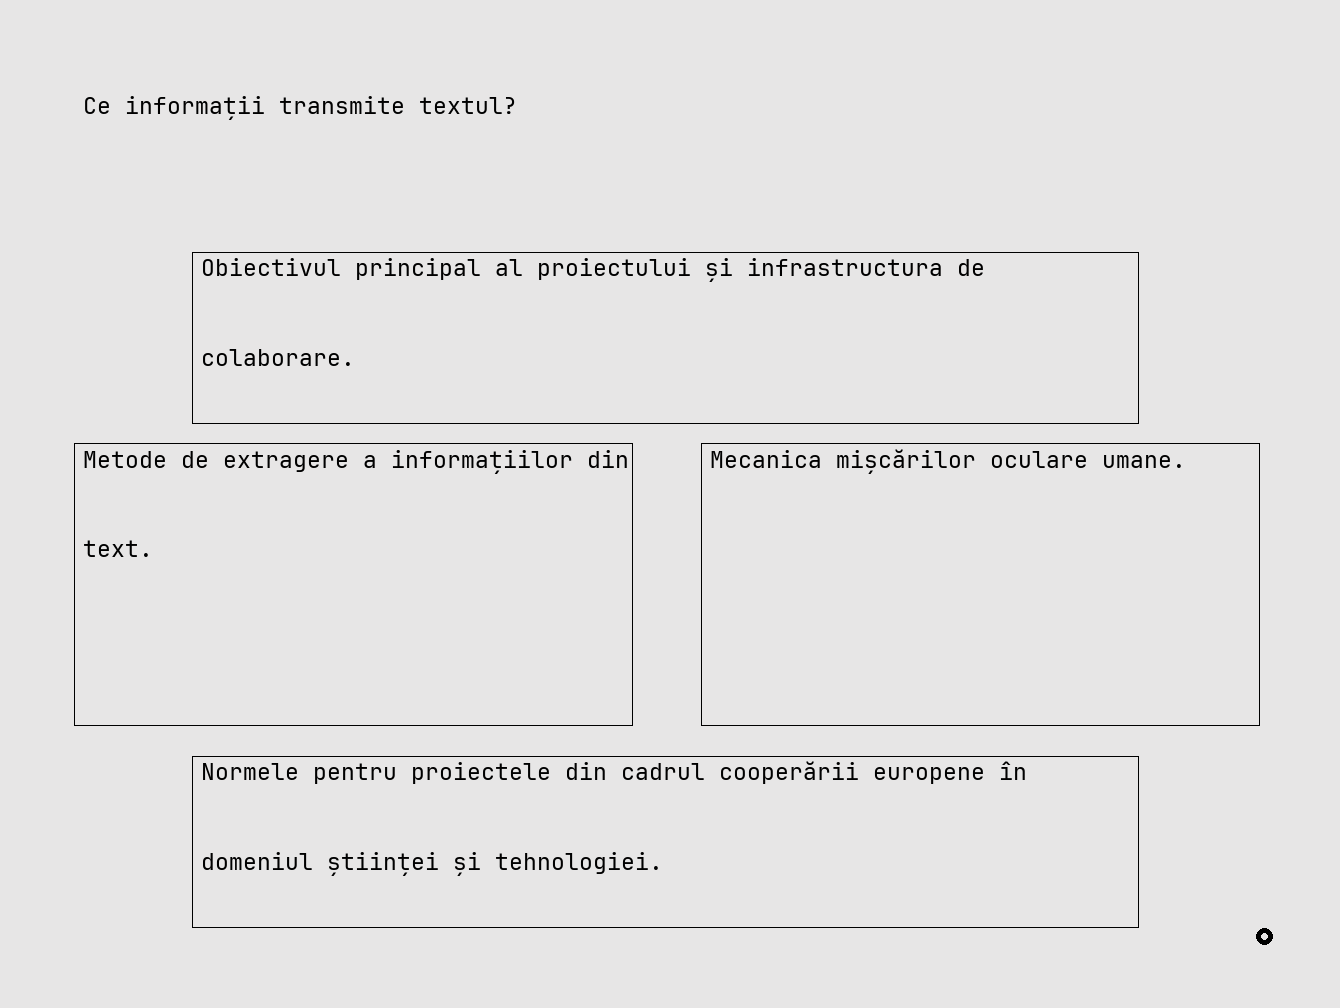 Ce informații transmite textul?
Obiectivul principal al proiectului și infrastructura de
colaborare.
Metode de extragere a informațiilor din
text.
Mecanica mișcărilor oculare umane.
Normele pentru proiectele din cadrul cooperării europene în
domeniul științei și tehnologiei.